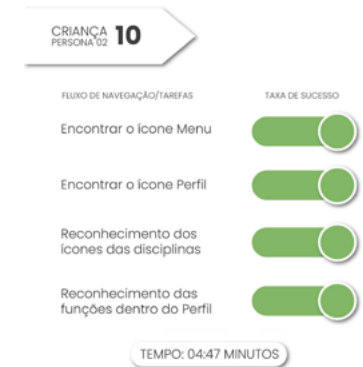 CRIANÇA 10
PERSONA 02
FLUXO DE NAVEGAÇÃO/TAREFAS TAXA DE SUCESSO
Encontrar o ícone Menu
Encontrar o ícone Perfil
Reconhecimento dos
ícones das disciplinas
Reconhecimento das
funções dentro do Perfil
TEMPO: 04:47 MINUTOS